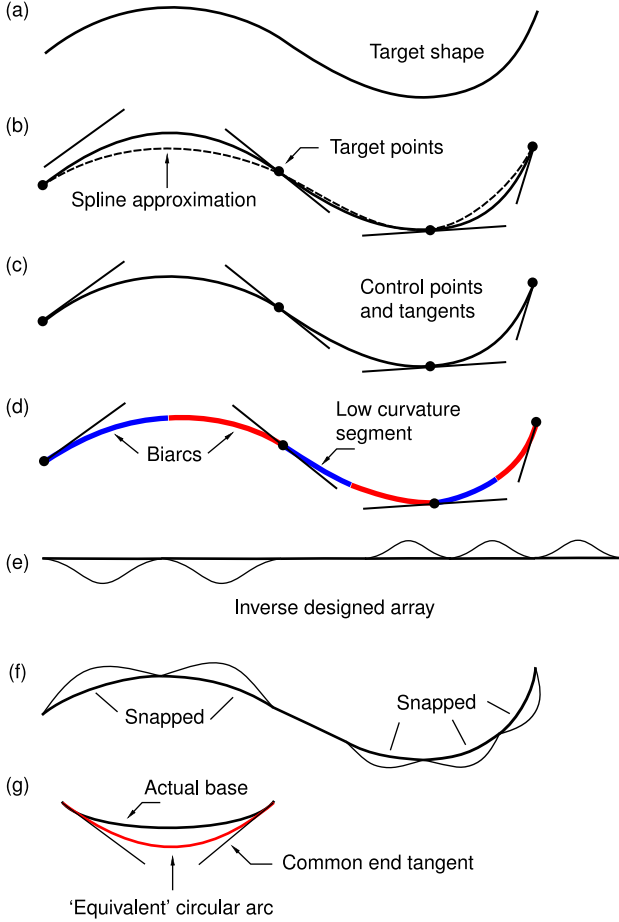 (a)
Target shape
(b)
Target points
Spline approximation
(c)
Control points
and tangents
(d)
Low curvature
segment
Biarcs
(e)
Inverse designed array
(f)
Snapped
Snapped
(g)
Actual base
Common end tangent
‘Equivalent’ circular arc